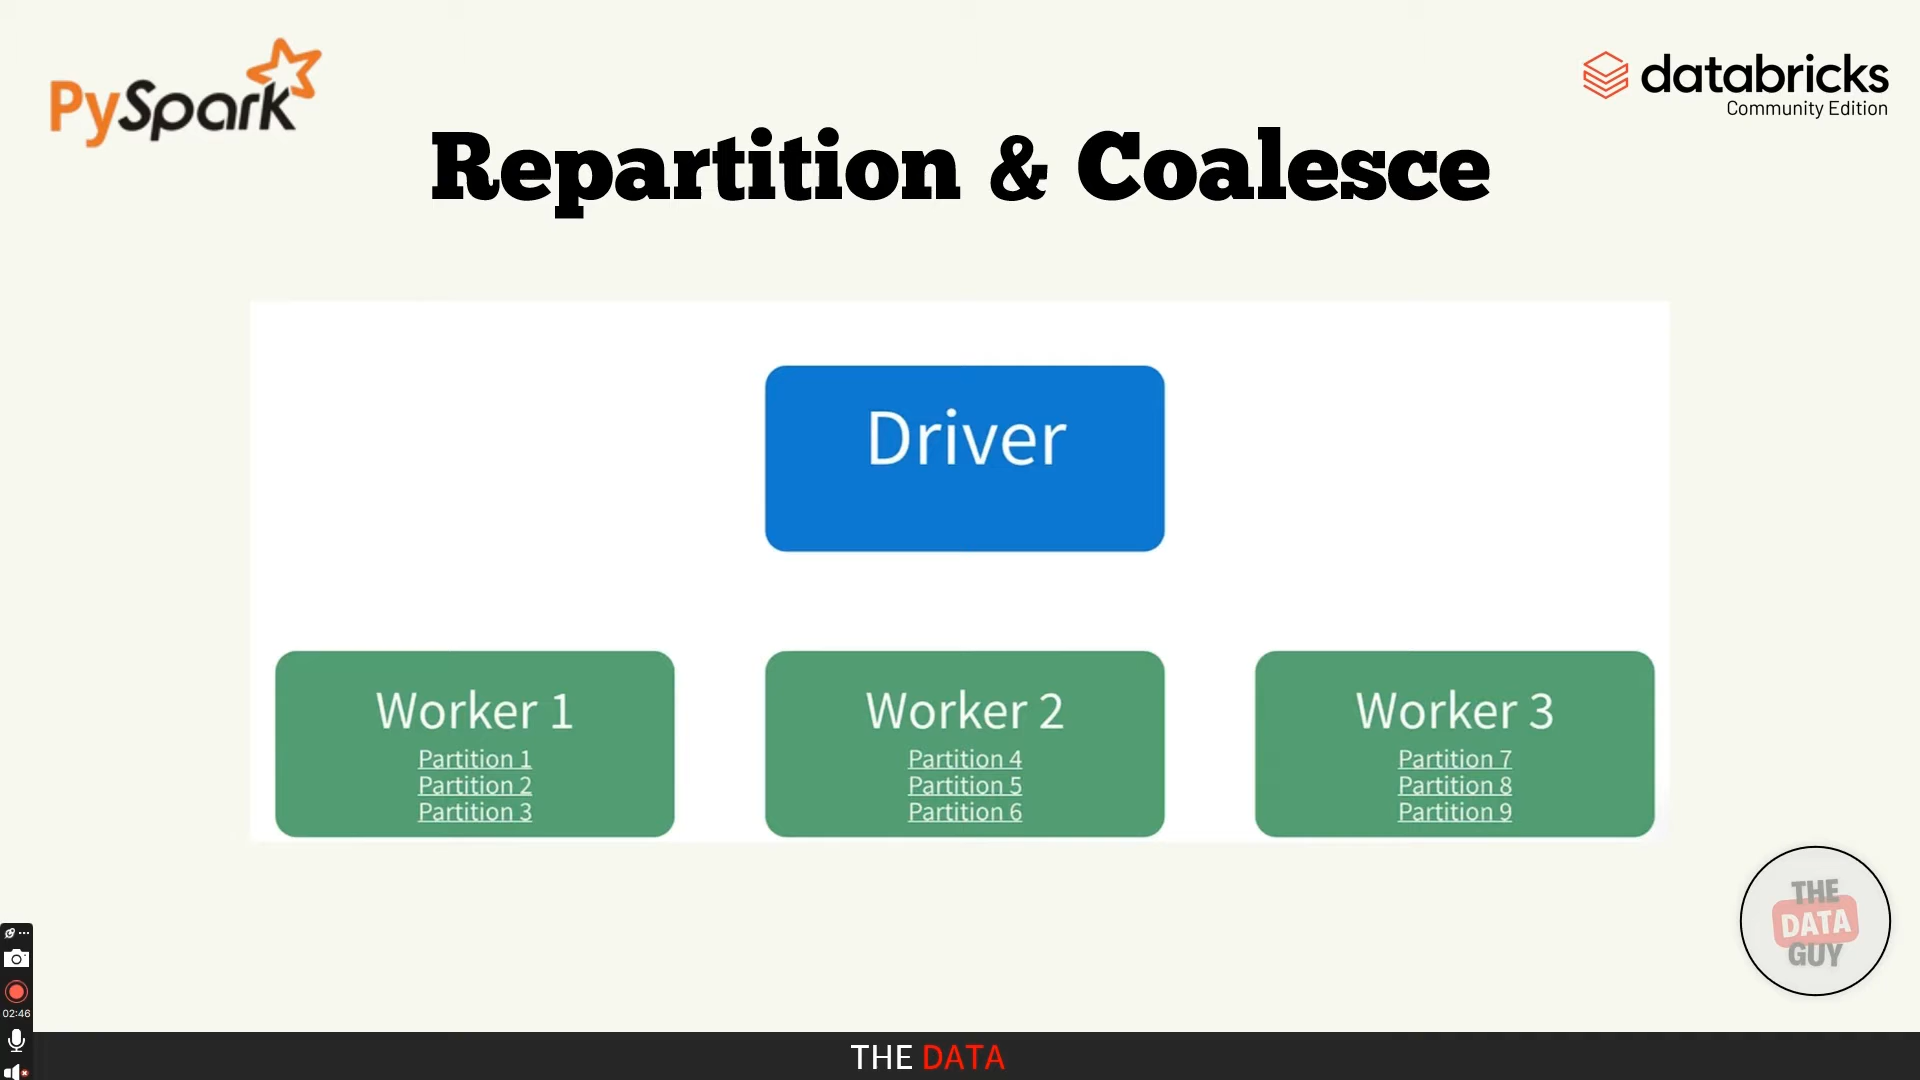 PySpark
databricks
Community Edition
Repartition & Coalesce
Driver
Worker 1
Partition 1
Partition 2
Partition 3
Worker 2
Partition 4
Partition 5
Partition 6
Worker 3
Partition 7
Partition 8
Partition 9
THE
DATA
GUY
02:46
THE DATA